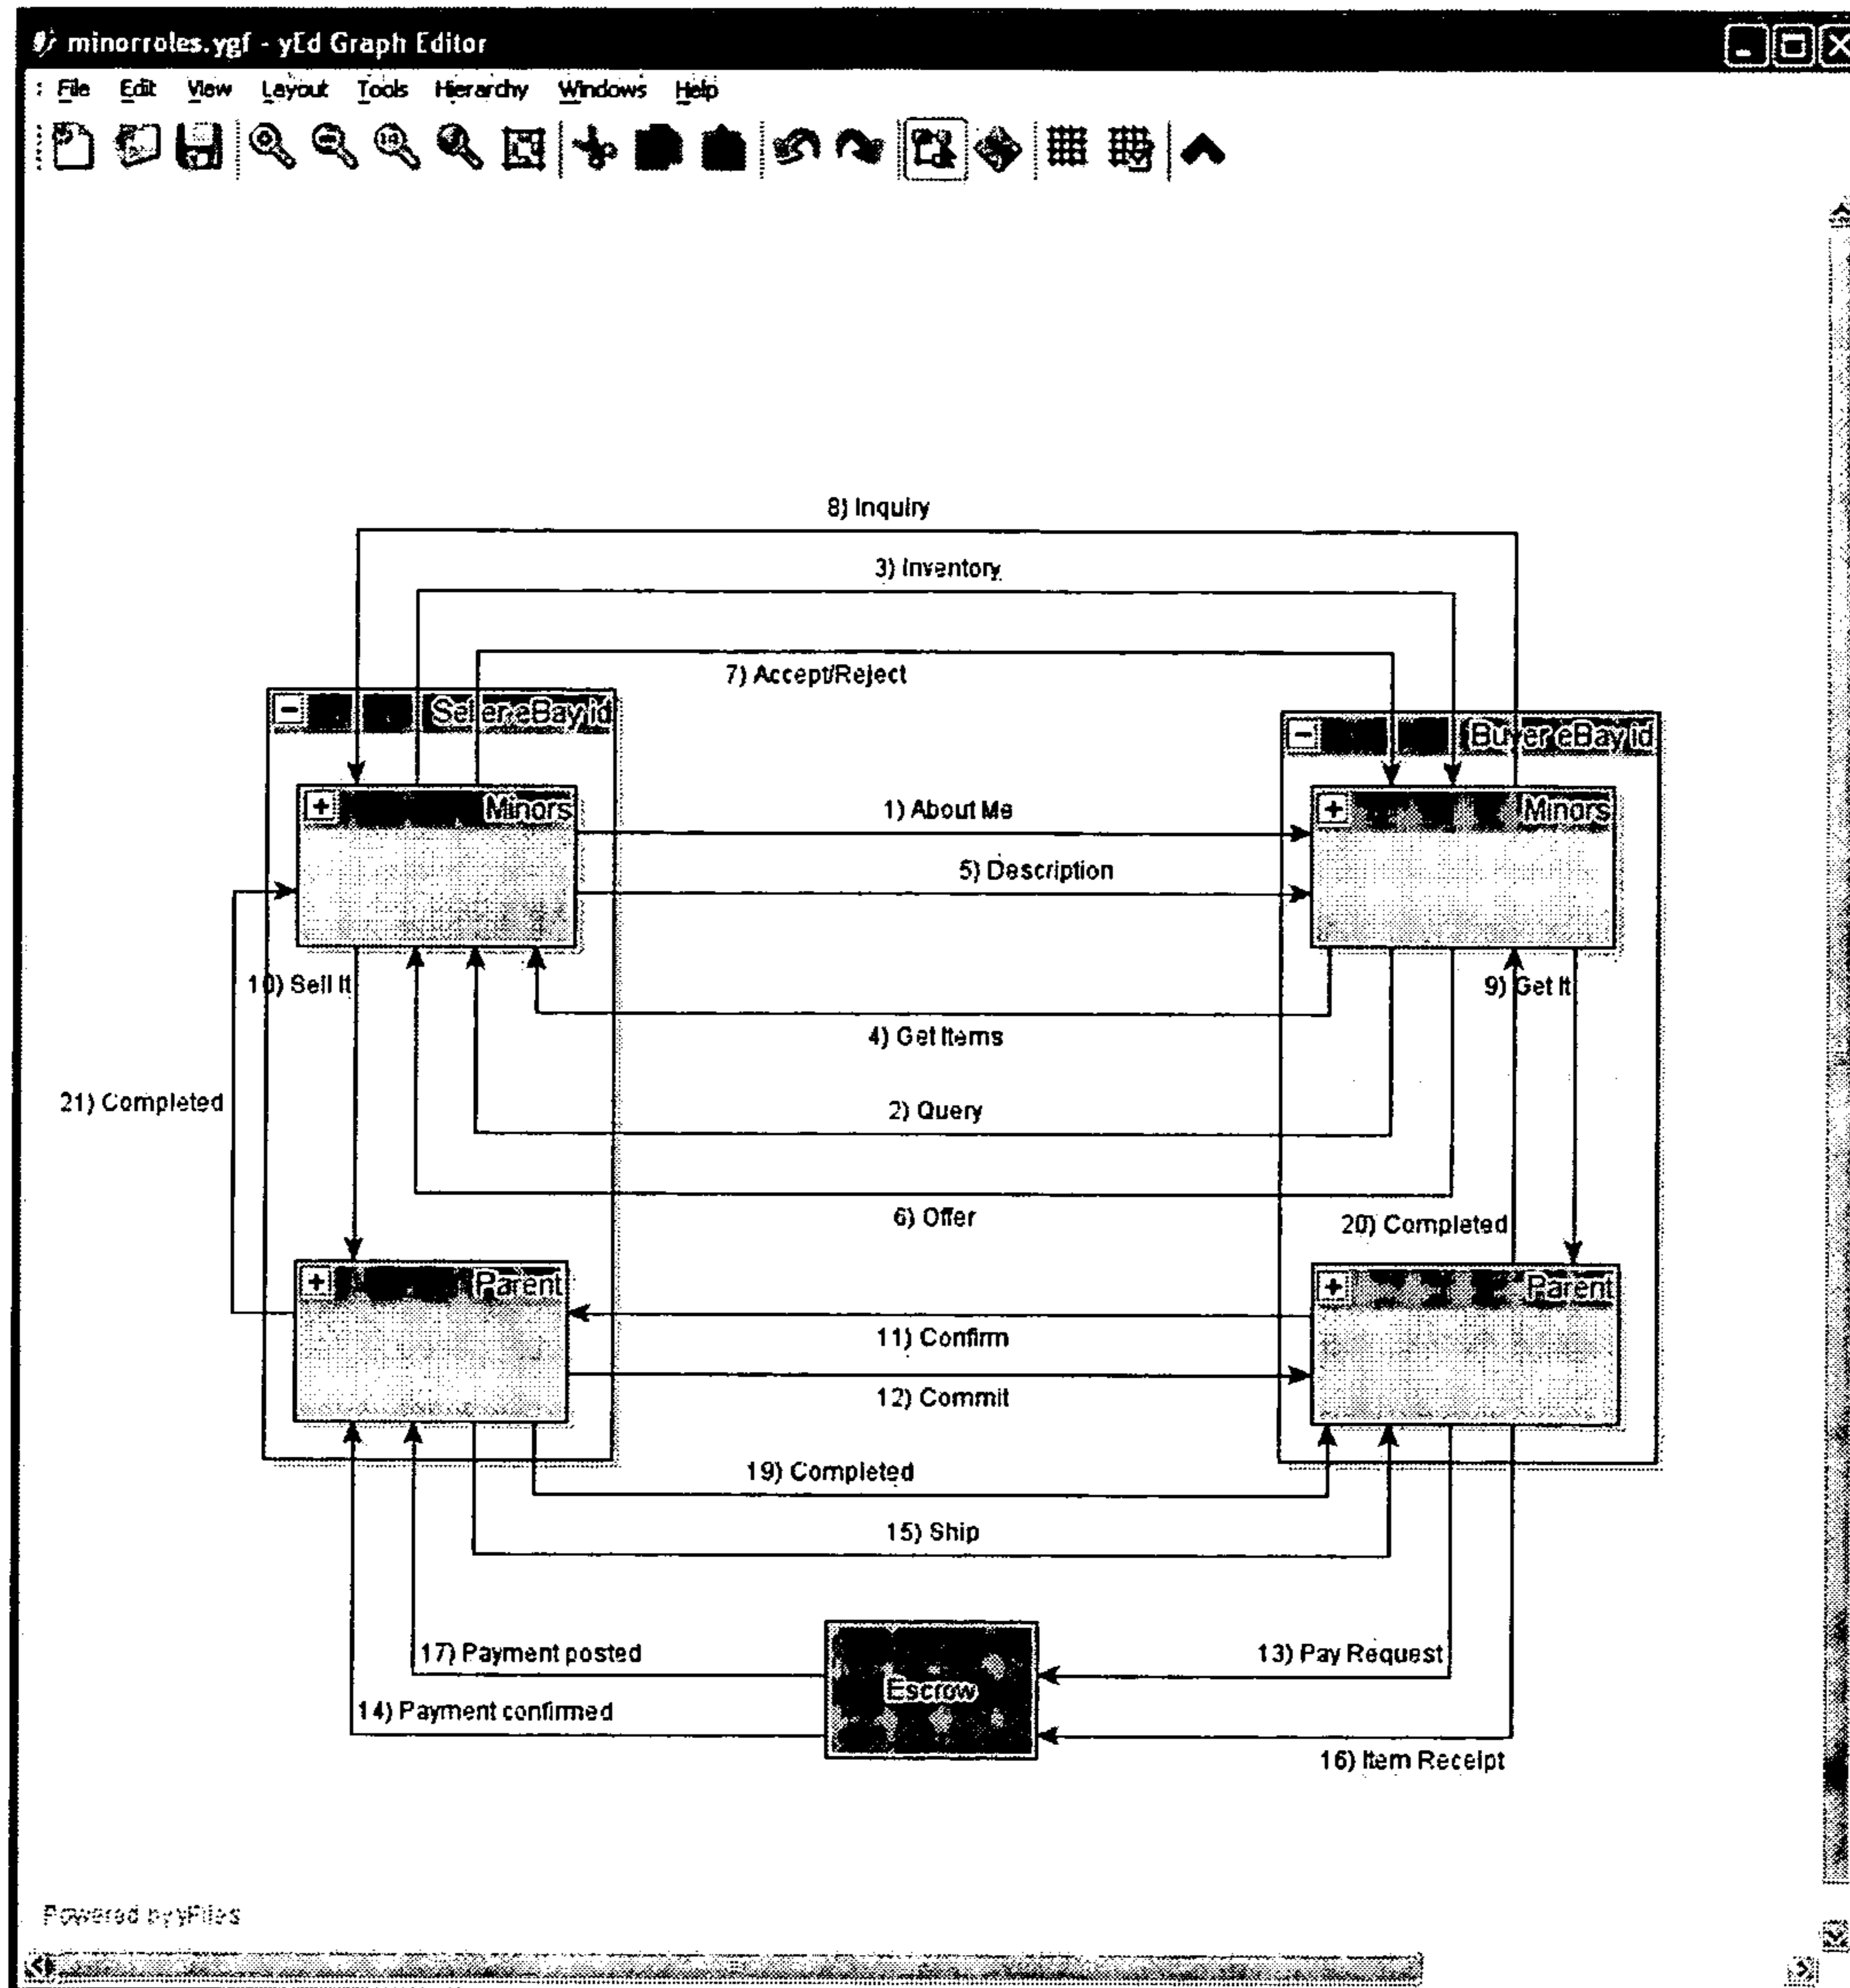 minorroles.ygf - yEd Graph Editor
File Edit View Layout Tools Hierarchy Windows Help
8) Inquiry
3) Inventory
7) Accept/Reject
Seller eBay id
Buyer eBay id
Minors
Minors
1) About Me
5) Description
10) Sell It
9) Get It
4) Get Items
21) Completed
2) Query
6) Offer
20) Completed
Parent
Parent
11) Confirm
12) Commit
19) Completed
15) Ship
17) Payment posted
13) Pay Request
Escrow
14) Payment confirmed
16) Item Receipt
Powered by yFiles